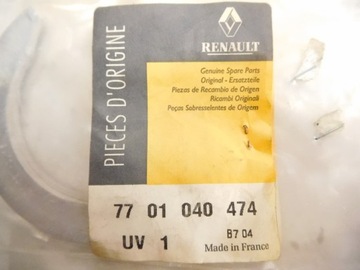 RENAULT
PIECES D'ORIGINE
Genuine Spare Parts
Original - Ersatzteile
Piezas de Recambio de Origen
Ricambi Originali
Peças Sobresselentes de Origem
77 01 040 474
UV 1
B7 04
Made in France